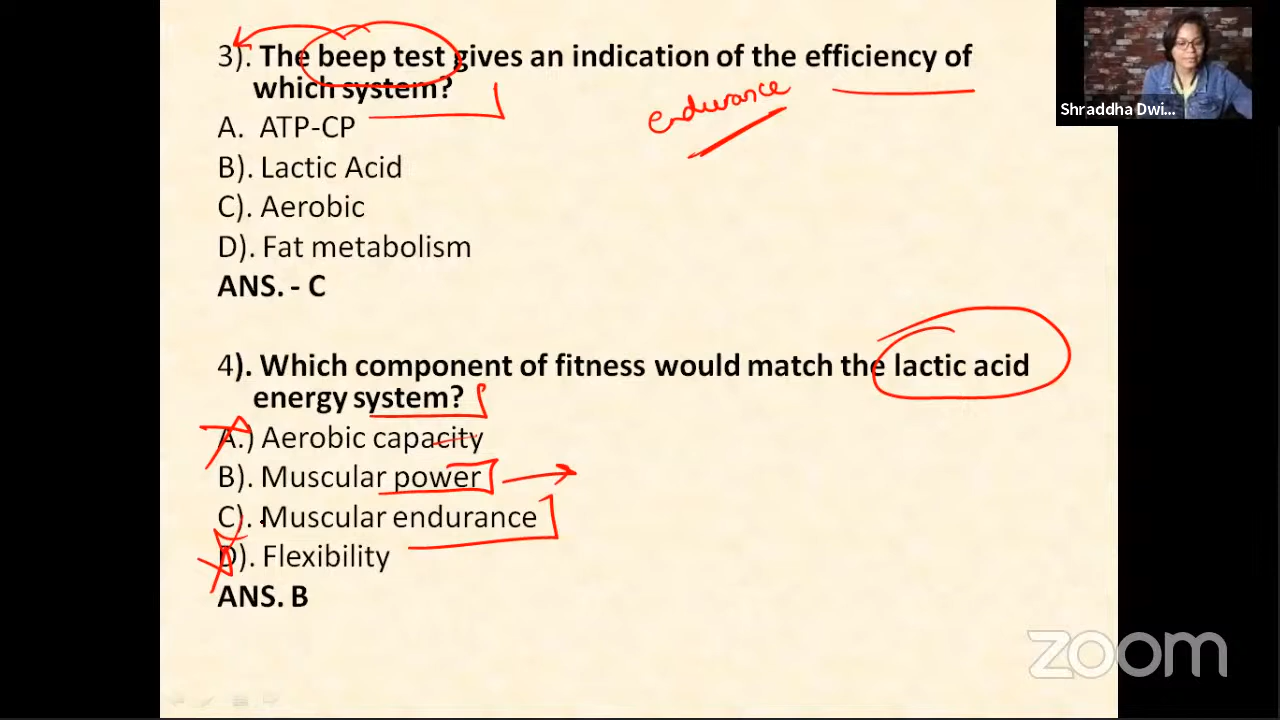 3). The beep test gives an indication of the efficiency of
which system?
endurance
A. ATP-CP
B). Lactic Acid
C). Aerobic
D). Fat metabolism
ANS. - C
4). Which component of fitness would match the lactic acid
energy system?
A.) Aerobic capacity
B). Muscular power
C). Muscular endurance
D). Flexibility
ANS. B
Shraddha Dwi...
zoom